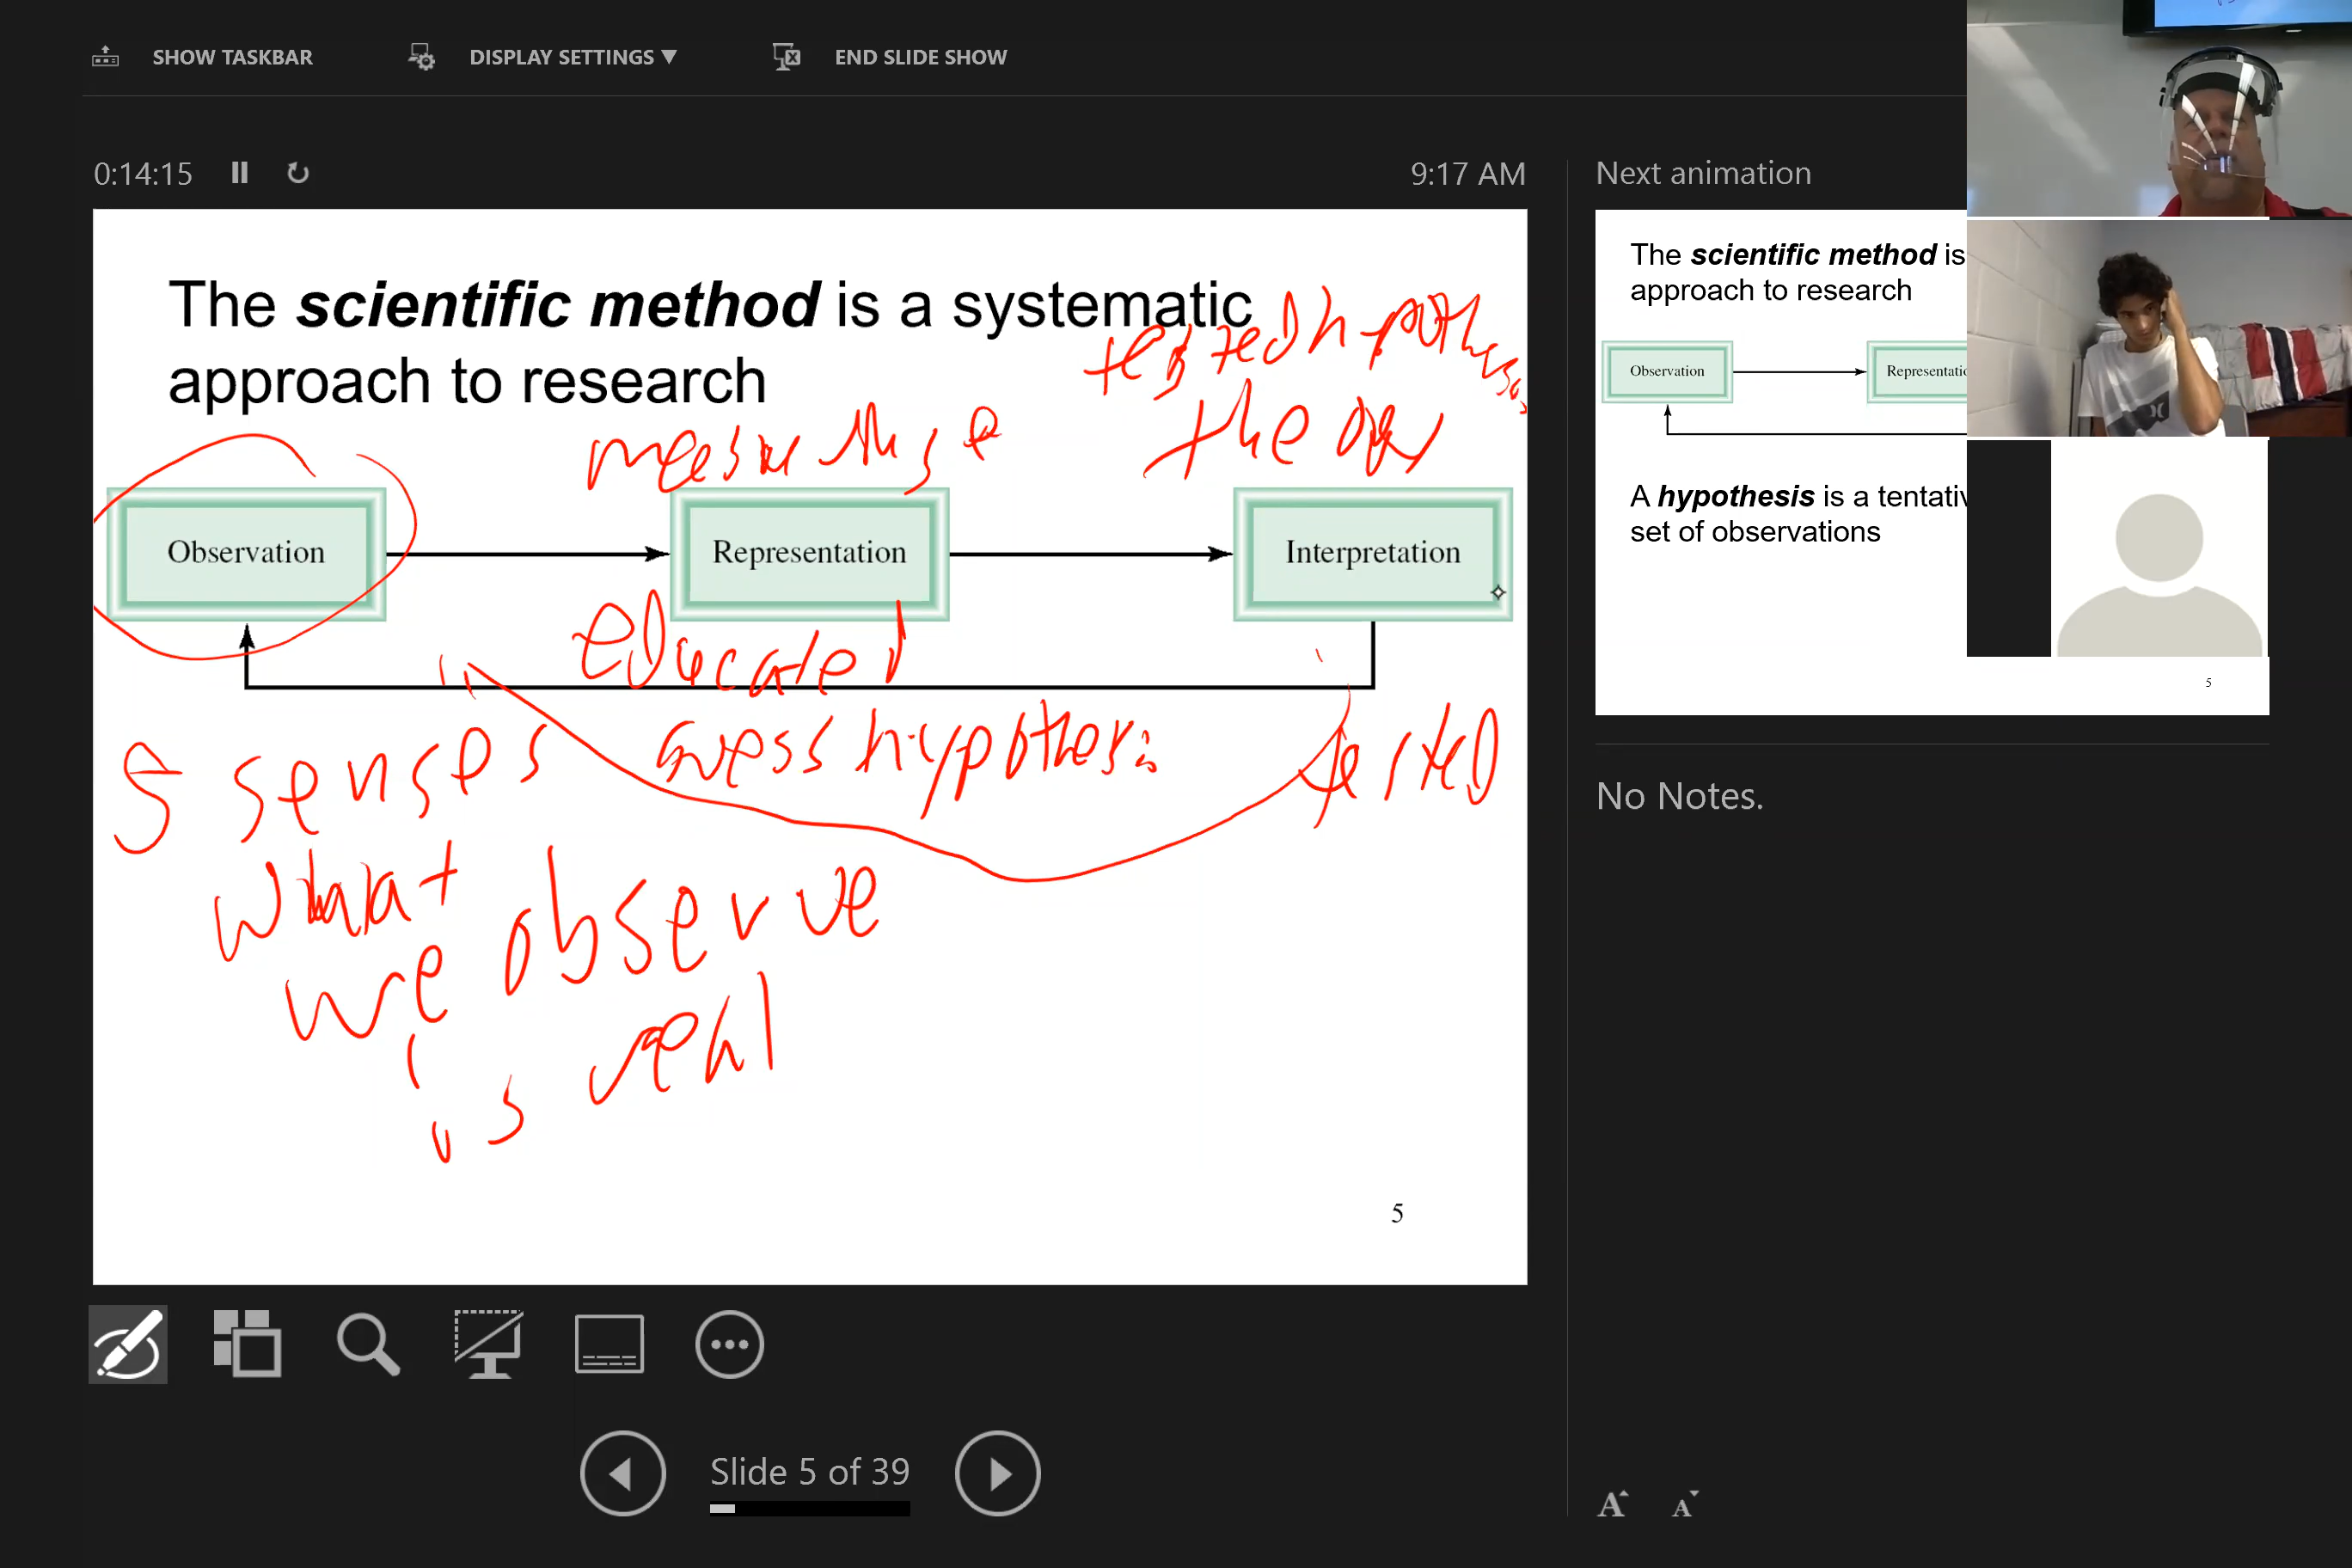 SHOW TASKBAR DISPLAY SETTINGS ▼ END SLIDE SHOW
0:14:15 9:17 AM
The scientific method is a systematic
approach to research
tested hypothesis
theory
measure
Observation Representation Interpretation
educated
guess hypothesis
tested
5 senses
what
we observe
is real
5
Slide 5 of 39
Next animation
The scientific method is
approach to research
Observation Representatio
A hypothesis is a tentativ
set of observations
5
No Notes.
A A